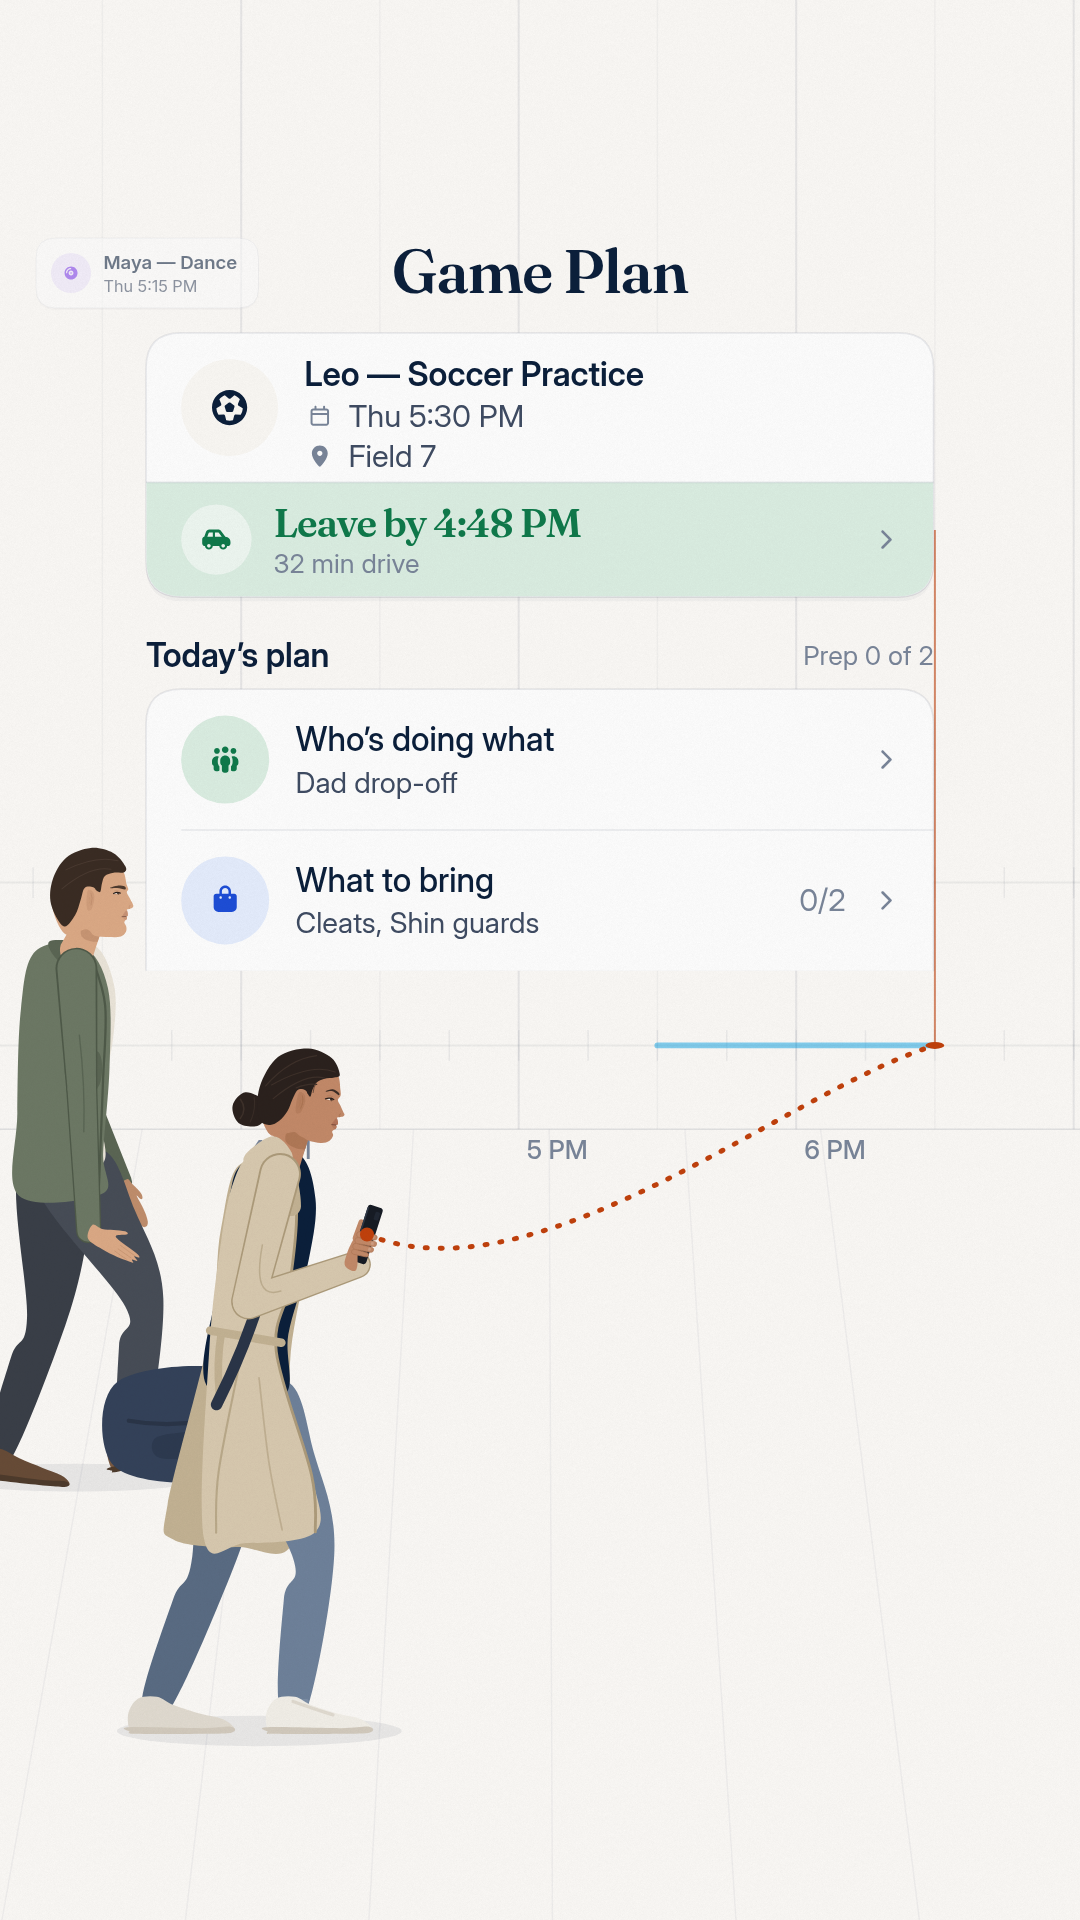 Maya — Dance
Thu 5:15 PM
Game Plan
Leo — Soccer Practice
Thu 5:30 PM
Field 7
Leave by 4:48 PM
32 min drive
Today’s plan
Prep 0 of 2
Who’s doing what
Dad drop-off
What to bring
Cleats, Shin guards
0/2
5 PM
6 PM